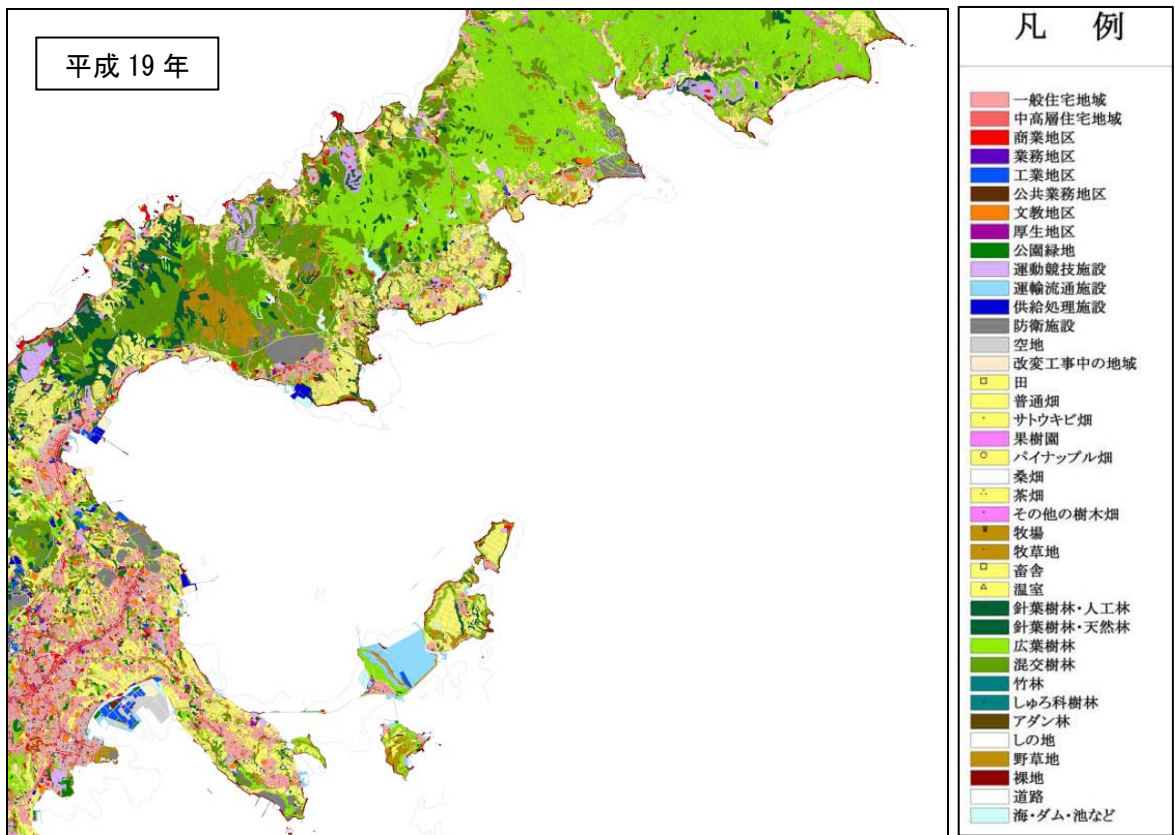 平成 19 年
凡 例
一般住宅地域
中高層住宅地域
商業地区
業務地区
工業地区
公共業務地区
文教地区
厚生地区
公園緑地
運動競技施設
運輸流通施設
供給処理施設
防衛施設
空地
改変工事中の地域
田
普通畑
サトウキビ畑
果樹園
パイナップル畑
桑畑
茶畑
その他の樹木畑
牧場
牧草地
畜舎
温室
針葉樹林・人工林
針葉樹林・天然林
広葉樹林
混交樹林
竹林
しゅろ科樹林
アダン林
しの地
野草地
裸地
道路
海・ダム・池など